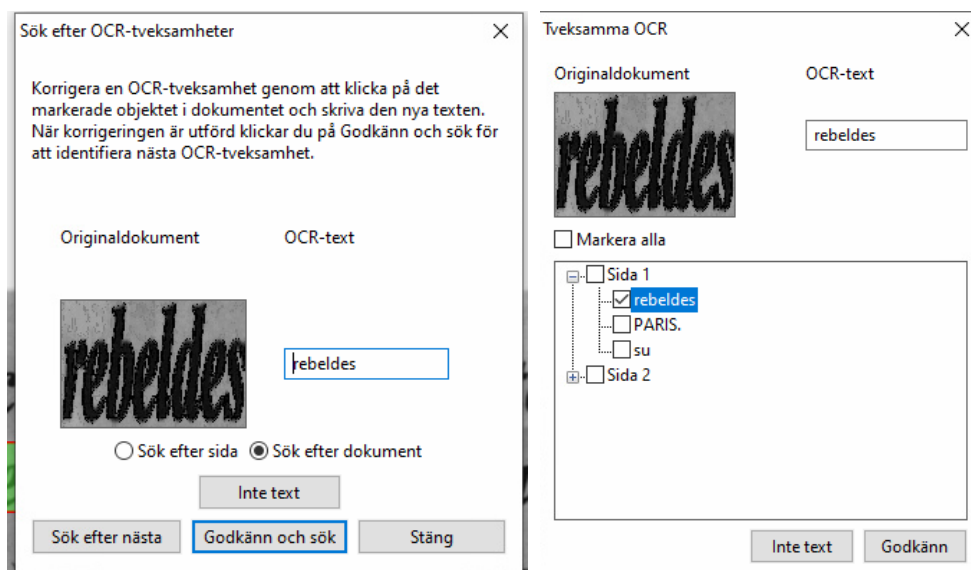 Sök efter OCR-tveksamheter
Korrigera en OCR-tveksamhet genom att klicka på det
markerade objektet i dokumentet och skriva den nya texten.
När korrigeringen är utförd klickar du på Godkänn och sök för
att identifiera nästa OCR-tveksamhet.
Originaldokument OCR-text
rebeldes rebeldes
Sök efter sida Sök efter dokument
Inte text
Sök efter nästa Godkänn och sök Stäng
Tveksamma OCR
Originaldokument OCR-text
rebeldes rebeldes
Markera alla
Sida 1
rebeldes
PARIS.
su
Sida 2
Inte text Godkänn